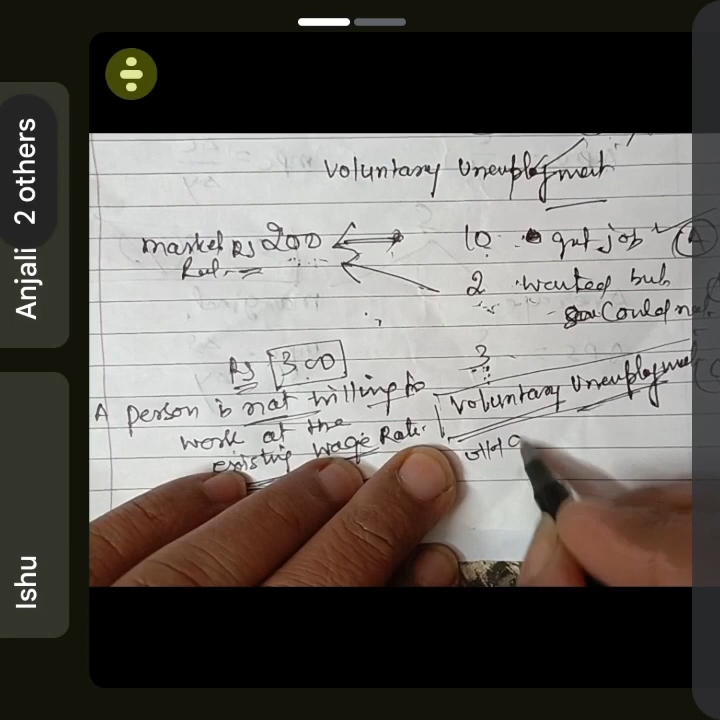 Anjali 2 others
Ishu
Voluntary Unemployment
market Rs 200 10 get job A
Rate 2 wanted but
Could not
Rs 300 3
A person is not willing to Voluntary Unemployment
work at the
existing wage Rate.